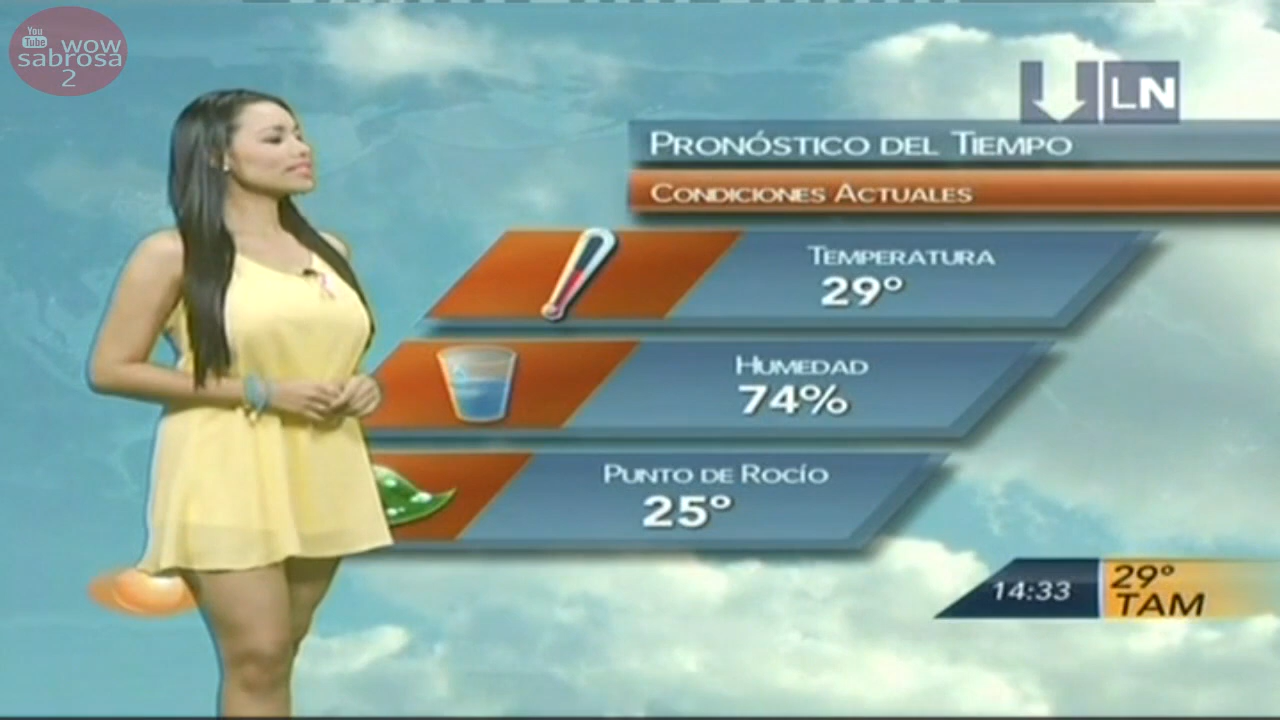 You
Tube wow
sabrosa
2
LN
PRONÓSTICO DEL TIEMPO
CONDICIONES ACTUALES
TEMPERATURA
29°
HUMEDAD
74%
PUNTO DE ROCÍO
25°
14:33 29°
TAM